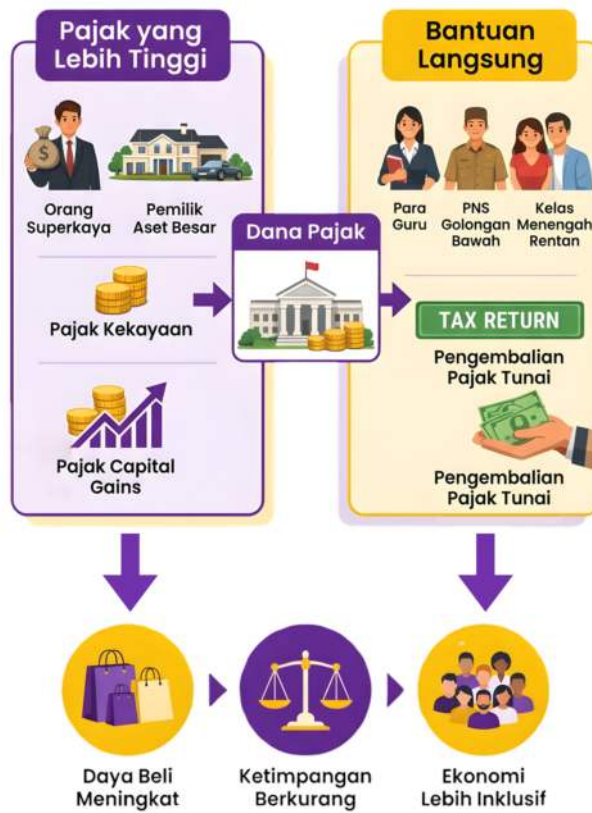 Pajak yang
Lebih Tinggi
Orang
Superkaya
Pemilik
Aset Besar
Pajak Kekayaan
Pajak Capital
Gains
Dana Pajak
Bantuan
Langsung
Para
Guru
PNS
Golongan
Bawah
Kelas
Menengah
Rentan
TAX RETURN
Pengembalian
Pajak Tunai
Pengembalian
Pajak Tunai
Daya Beli
Meningkat
Ketimpangan
Berkurang
Ekonomi
Lebih Inklusif